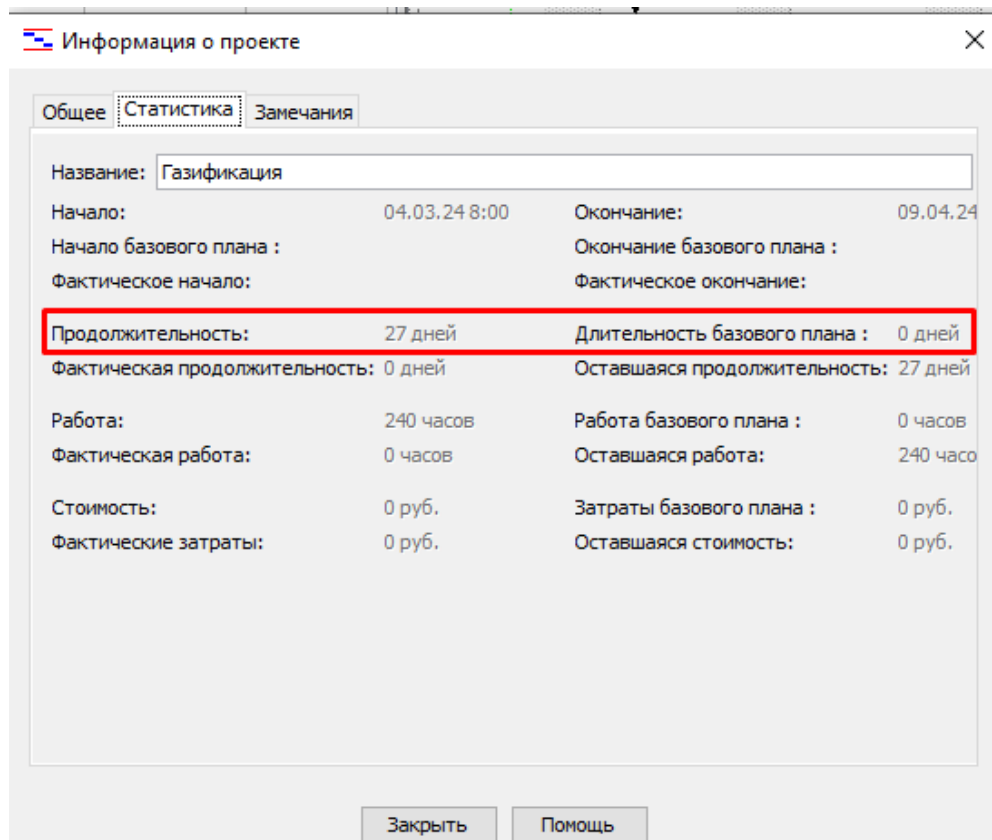 Информация о проекте
Общее Статистика Замечания
Название: Газификация
Начало: 04.03.24 8:00 Окончание: 09.04.24
Начало базового плана : Окончание базового плана :
Фактическое начало: Фактическое окончание:
Продолжительность: 27 дней Длительность базового плана : 0 дней
Фактическая продолжительность: 0 дней Оставшаяся продолжительность: 27 дней
Работа: 240 часов Работа базового плана : 0 часов
Фактическая работа: 0 часов Оставшаяся работа: 240 часо
Стоимость: 0 руб. Затраты базового плана : 0 руб.
Фактические затраты: 0 руб. Оставшаяся стоимость: 0 руб.
Закрыть Помощь